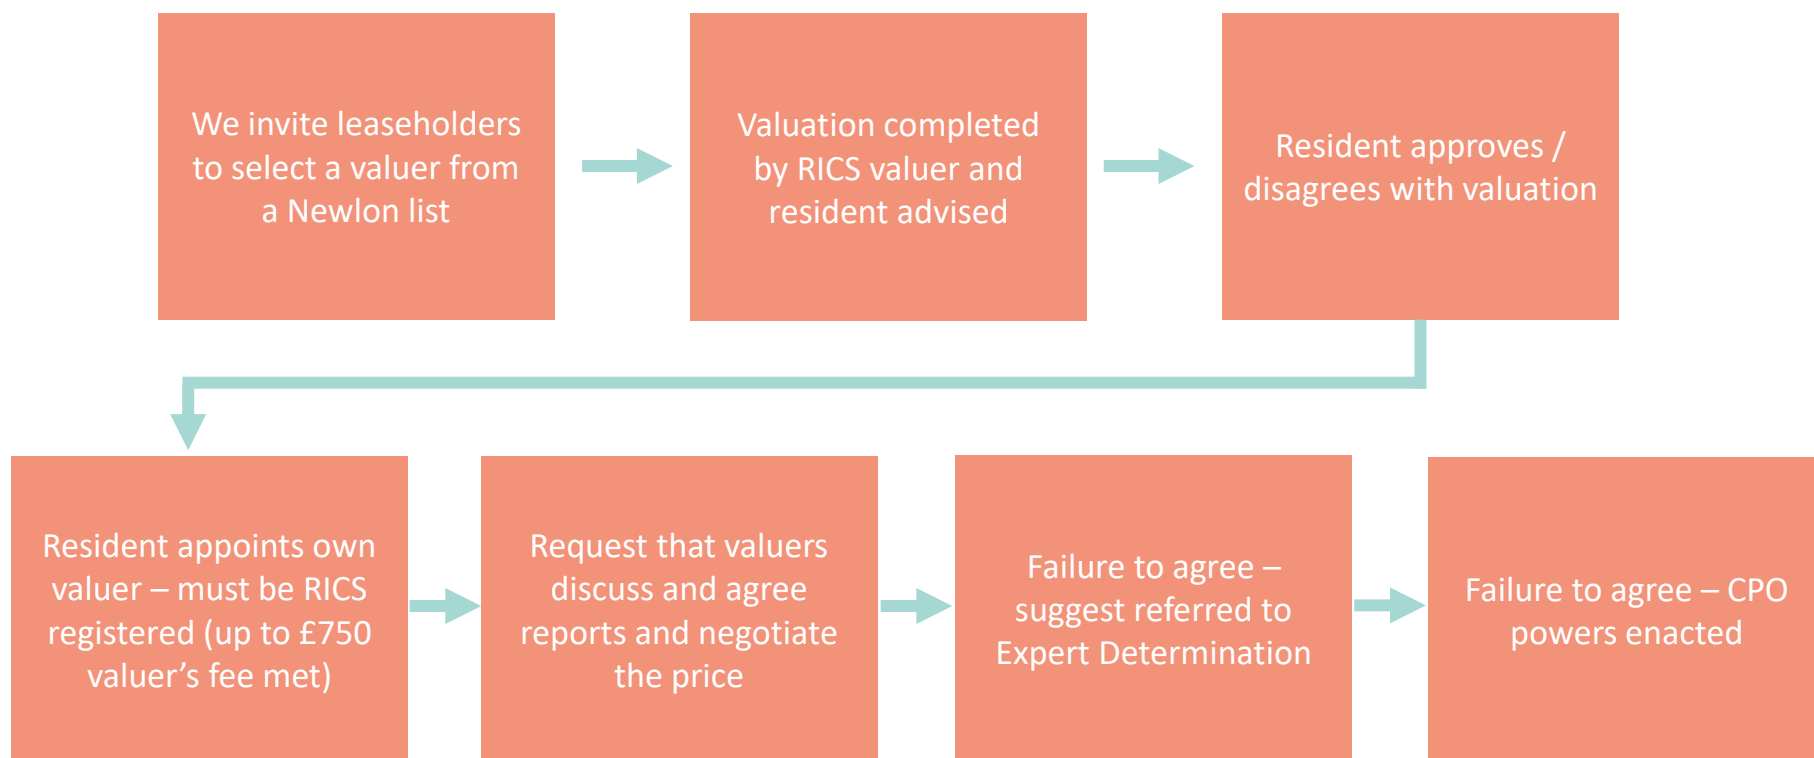 We invite leaseholders
to select a valuer from
a Newlon list
Valuation completed
by RICS valuer and
resident advised
Resident approves /
disagrees with valuation
Resident appoints own
valuer – must be RICS
registered (up to £750
valuer’s fee met)
Request that valuers
discuss and agree
reports and negotiate
the price
Failure to agree –
suggest referred to
Expert Determination
Failure to agree – CPO
powers enacted